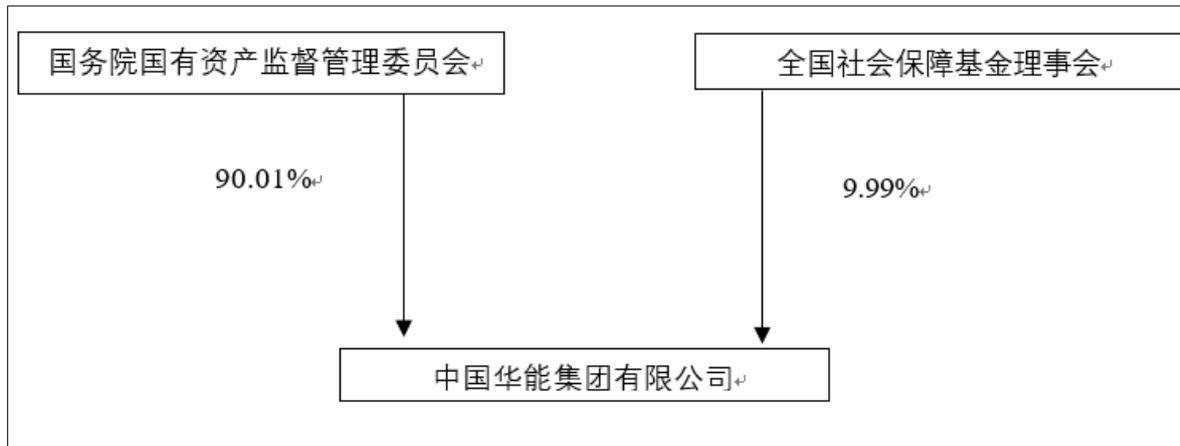 国务院国有资产监督管理委员会
全国社会保障基金理事会
90.01%
9.99%
中国华能集团有限公司